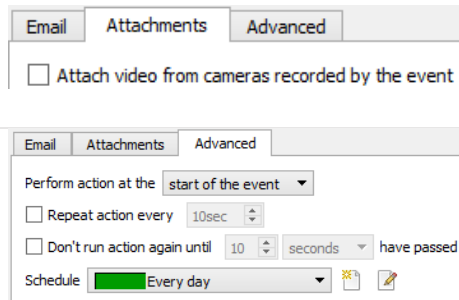 Email Attachments Advanced
Attach video from cameras recorded by the event
Email Attachments Advanced
Perform action at the start of the event
Repeat action every 10sec
Don't run action again until 10 seconds have passed
Schedule Every day